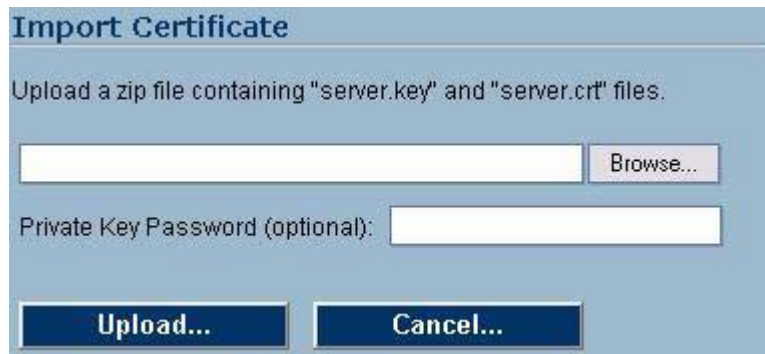 Import Certificate
Upload a zip file containing "server.key" and "server.crt" files.
Browse...
Private Key Password (optional):
Upload... Cancel...